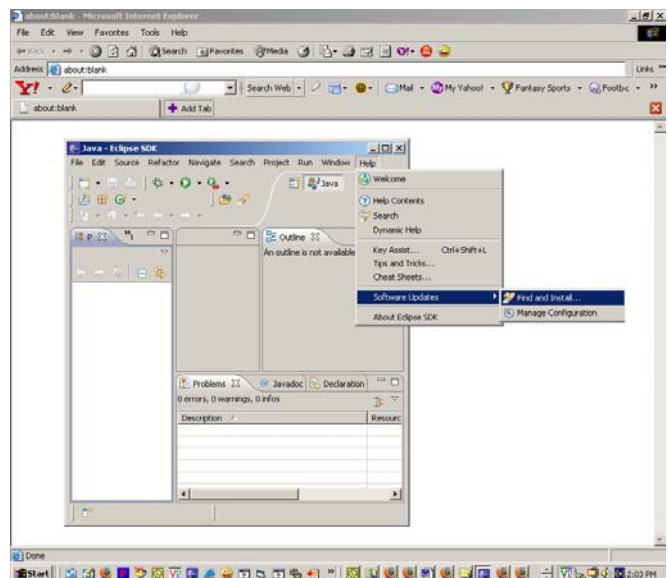 about:blank - Microsoft Internet Explorer
File Edit View Favorites Tools Help
Search Favorites Media
Address about:blank Links
Y! Search Web Mail My Yahoo! Fantasy Sports Footb
about:blank Add Tab
Java - Eclipse SDK
File Edit Source Refactor Navigate Search Project Run Window Help
Java
P
Outline
An outline is not available
Welcome
Help Contents
Search
Dynamic Help
Key Assist... Ctrl+Shift+L
Tips and Tricks...
Cheat Sheets...
Software Updates
About Eclipse SDK
Find and Install...
Manage Configuration
Problems Javadoc Declaration
0 errors, 0 warnings, 0 infos
Description Resourc
Done
Start 2:03 PM